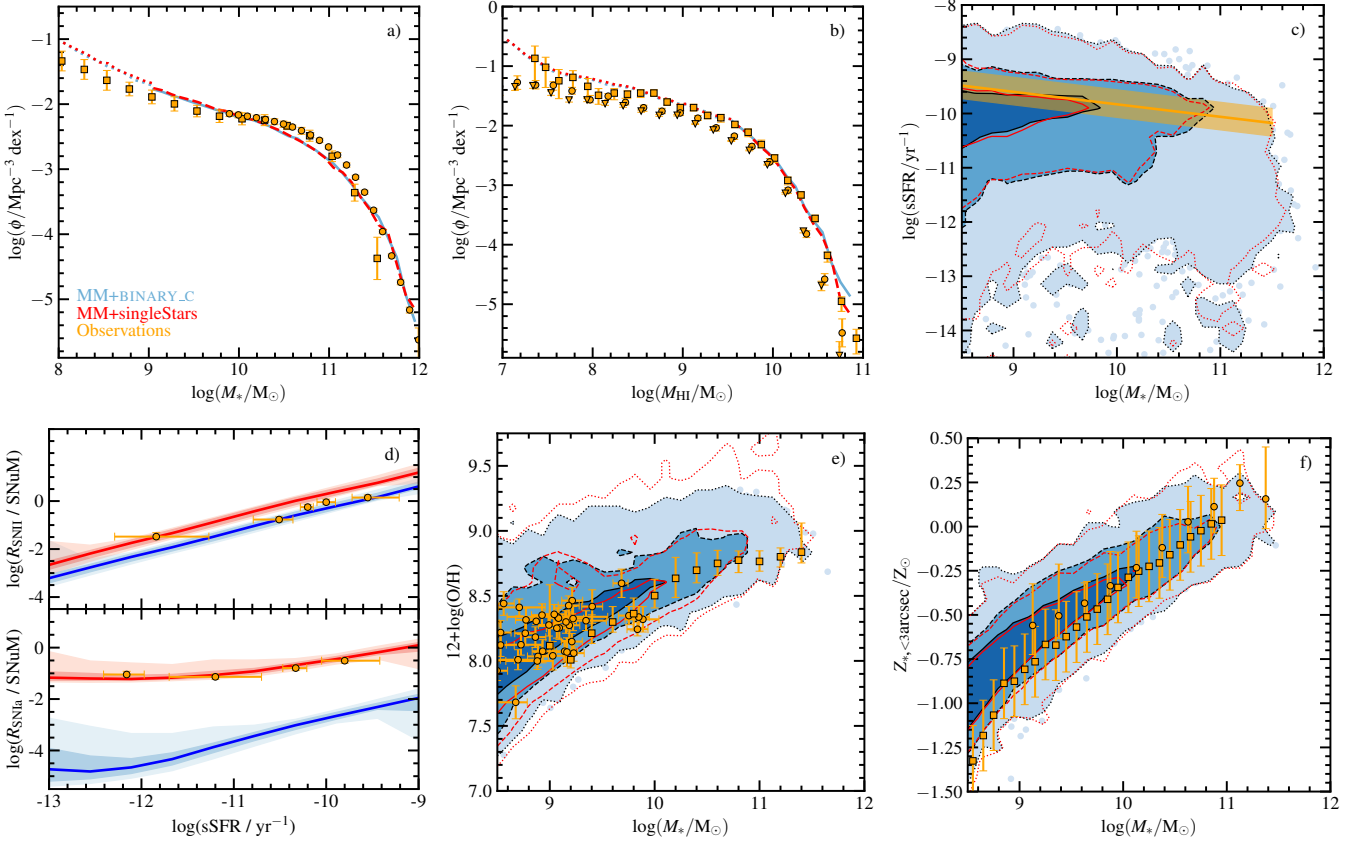 a)
−1
−2
−3
−4
−5
log(ϕ/Mpc⁻³ dex⁻¹)
MM+BINARY_C
MM+singleStars
Observations
8 9 10 11 12
log(M*/M⊙)
b)
0
−1
−2
−3
−4
−5
log(ϕ/Mpc⁻³ dex⁻¹)
7 8 9 10 11
log(M_HI/M⊙)
c)
−8
−9
−10
−11
−12
−13
−14
log(sSFR/yr⁻¹)
9 10 11 12
log(M*/M⊙)
d)
0
−2
−4
log(R_SNII / SNuM)
0
−2
−4
log(R_SNIa / SNuM)
-13 -12 -11 -10 -9
log(sSFR / yr⁻¹)
e)
9.5
9.0
8.5
8.0
7.5
7.0
12+log(O/H)
9 10 11 12
log(M*/M⊙)
f)
0.50
0.25
0.00
−0.25
−0.50
−0.75
−1.00
−1.25
−1.50
Z*,<3arcsec/Z⊙
9 10 11 12
log(M*/M⊙)